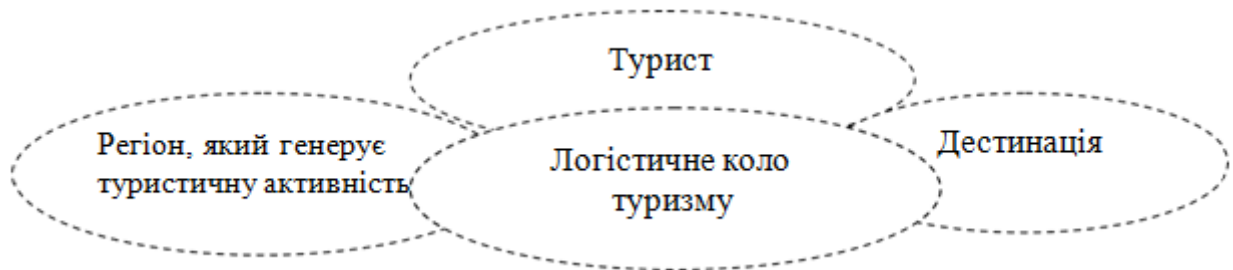 Турист
Регіон, який генерує
туристичну активність
Логістичне коло
туризму
Дестинація